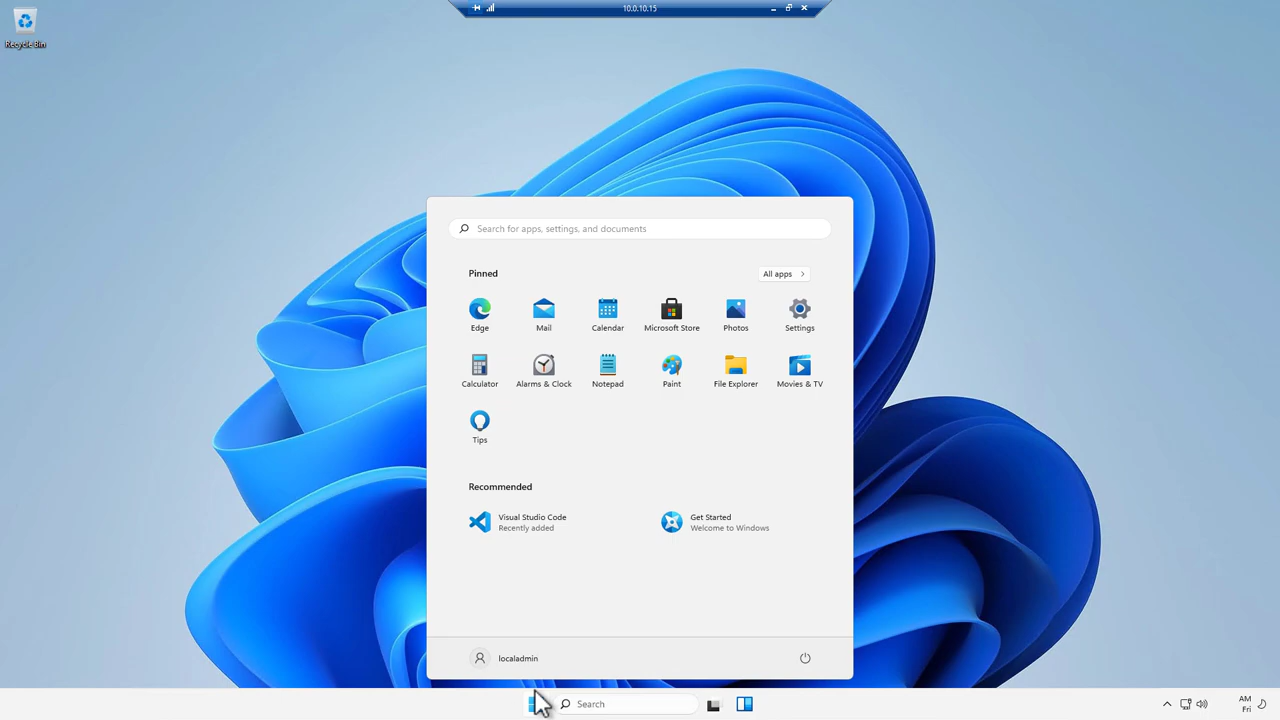 10.0.10.15
Recycle Bin
Search for apps, settings, and documents
Pinned
All apps
Edge
Mail
Calendar
Microsoft Store
Photos
Settings
Calculator
Alarms & Clock
Notepad
Paint
File Explorer
Movies & TV
Tips
Recommended
Visual Studio Code
Recently added
Get Started
Welcome to Windows
localadmin
Search
AM
Fri